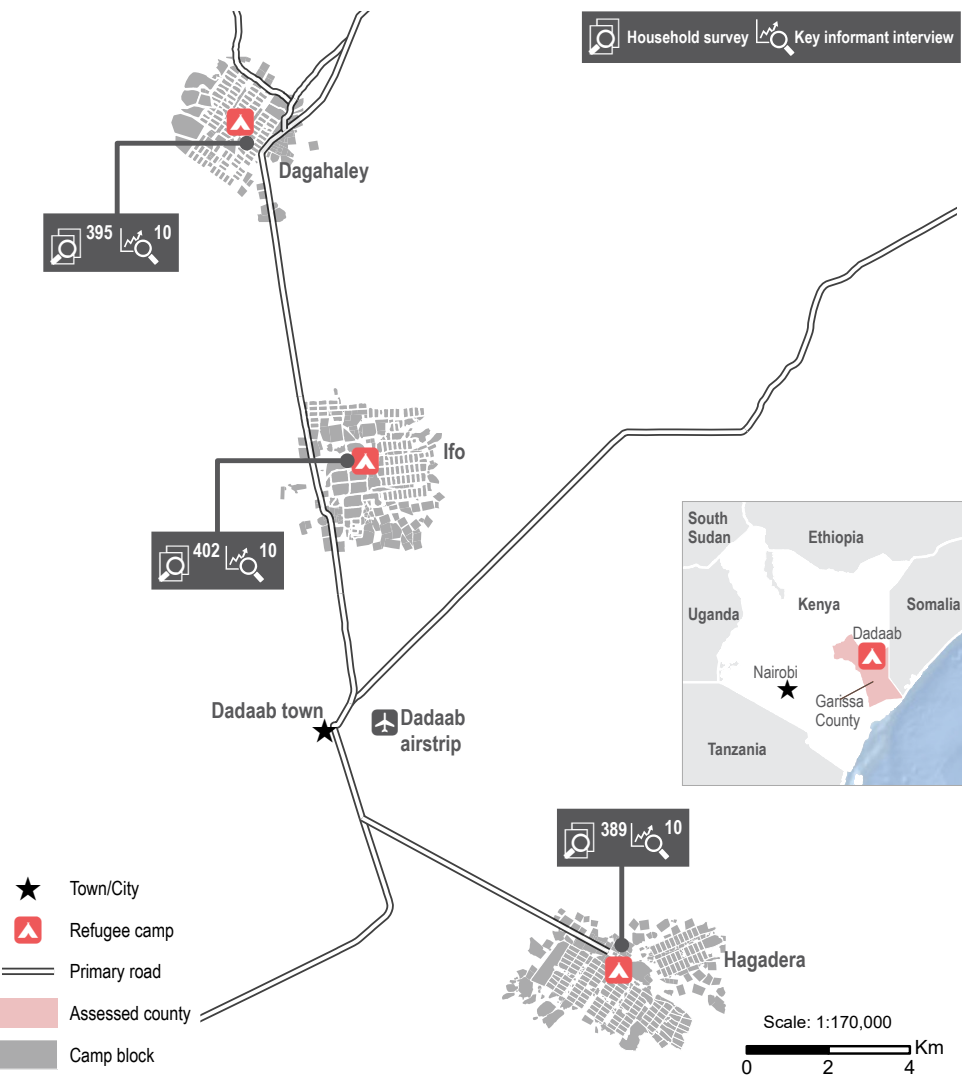 Household survey Key informant interview
Dagahaley
395 10
Ifo
402 10
South
Sudan
Ethiopia
Uganda
Kenya
Somalia
Dadaab
Nairobi
Garissa
County
Tanzania
Dadaab town
Dadaab
airstrip
389 10
Hagadera
Town/City
Refugee camp
Primary road
Assessed county
Camp block
Scale: 1:170,000
Km
0 2 4